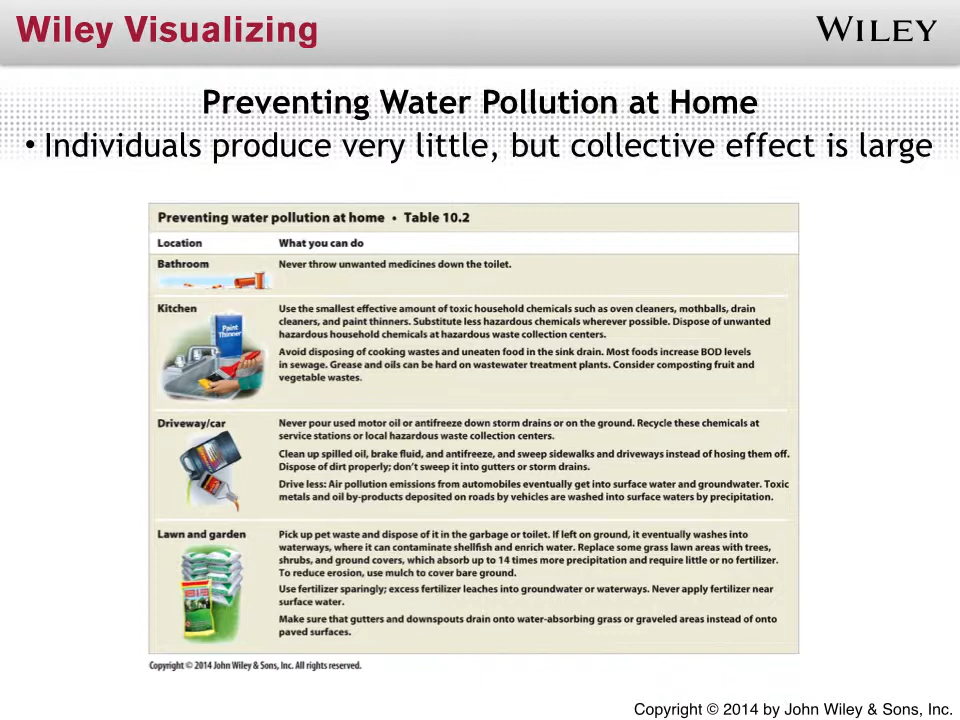 Wiley Visualizing
WILEY
Preventing Water Pollution at Home
• Individuals produce very little, but collective effect is large
Preventing water pollution at home • Table 10.2
Location What you can do
Bathroom Never throw unwanted medicines down the toilet.
Kitchen Use the smallest effective amount of toxic household chemicals such as oven cleaners, mothballs, drain
cleaners, and paint thinners. Substitute less hazardous chemicals wherever possible. Dispose of unwanted
hazardous household chemicals at hazardous waste collection centers.
Paint
Thinner
Avoid disposing of cooking wastes and uneaten food in the sink drain. Most foods increase BOD levels
in sewage. Grease and oils can be hard on wastewater treatment plants. Consider composting fruit and
vegetable wastes.
Driveway/car Never pour used motor oil or antifreeze down storm drains or on the ground. Recycle these chemicals at
service stations or local hazardous waste collection centers.
Clean up spilled oil, brake fluid, and antifreeze, and sweep sidewalks and driveways instead of hosing them off.
Dispose of dirt properly; don't sweep it into gutters or storm drains.
Drive less: Air pollution emissions from automobiles eventually get into surface water and groundwater. Toxic
metals and oil by-products deposited on roads by vehicles are washed into surface waters by precipitation.
Lawn and garden Pick up pet waste and dispose of it in the garbage or toilet. If left on ground, it eventually washes into
waterways, where it can contaminate shellfish and enrich water. Replace some grass lawn areas with trees,
shrubs, and ground covers, which absorb up to 14 times more precipitation and require little or no fertilizer.
To reduce erosion, use mulch to cover bare ground.
Use fertilizer sparingly; excess fertilizer leaches into groundwater or waterways. Never apply fertilizer near
surface water.
Make sure that gutters and downspouts drain onto water-absorbing grass or graveled areas instead of onto
paved surfaces.
Copyright © 2014 John Wiley & Sons, Inc. All rights reserved.
Copyright © 2014 by John Wiley & Sons, Inc.